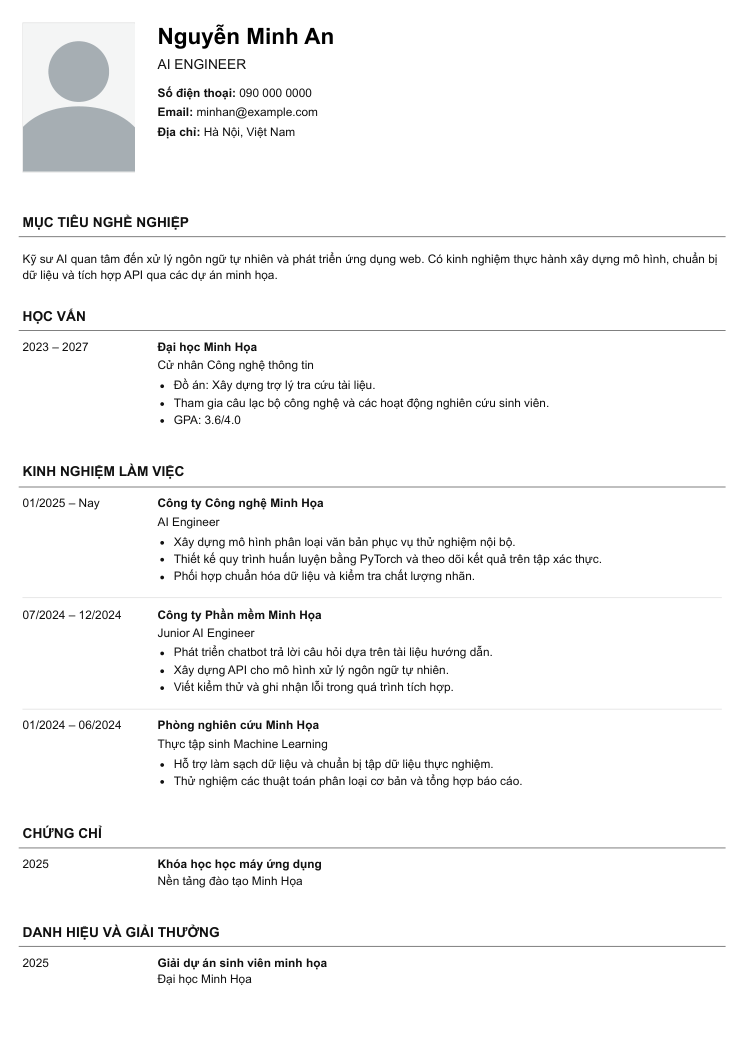 Nguyễn Minh An
AI ENGINEER
Số điện thoại: 090 000 0000
Email: minhan@example.com
Địa chỉ: Hà Nội, Việt Nam
MỤC TIÊU NGHỀ NGHIỆP
Kỹ sư AI quan tâm đến xử lý ngôn ngữ tự nhiên và phát triển ứng dụng web. Có kinh nghiệm thực hành xây dựng mô hình, chuẩn bị
dữ liệu và tích hợp API qua các dự án minh họa.
HỌC VẤN
2023 – 2027
Đại học Minh Họa
Cử nhân Công nghệ thông tin
• Đồ án: Xây dựng trợ lý tra cứu tài liệu.
• Tham gia câu lạc bộ công nghệ và các hoạt động nghiên cứu sinh viên.
• GPA: 3.6/4.0
KINH NGHIỆM LÀM VIỆC
01/2025 – Nay
Công ty Công nghệ Minh Họa
AI Engineer
• Xây dựng mô hình phân loại văn bản phục vụ thử nghiệm nội bộ.
• Thiết kế quy trình huấn luyện bằng PyTorch và theo dõi kết quả trên tập xác thực.
• Phối hợp chuẩn hóa dữ liệu và kiểm tra chất lượng nhãn.
07/2024 – 12/2024
Công ty Phần mềm Minh Họa
Junior AI Engineer
• Phát triển chatbot trả lời câu hỏi dựa trên tài liệu hướng dẫn.
• Xây dựng API cho mô hình xử lý ngôn ngữ tự nhiên.
• Viết kiểm thử và ghi nhận lỗi trong quá trình tích hợp.
01/2024 – 06/2024
Phòng nghiên cứu Minh Họa
Thực tập sinh Machine Learning
• Hỗ trợ làm sạch dữ liệu và chuẩn bị tập dữ liệu thực nghiệm.
• Thử nghiệm các thuật toán phân loại cơ bản và tổng hợp báo cáo.
CHỨNG CHỈ
2025
Khóa học học máy ứng dụng
Nền tảng đào tạo Minh Họa
DANH HIỆU VÀ GIẢI THƯỞNG
2025
Giải dự án sinh viên minh họa
Đại học Minh Họa